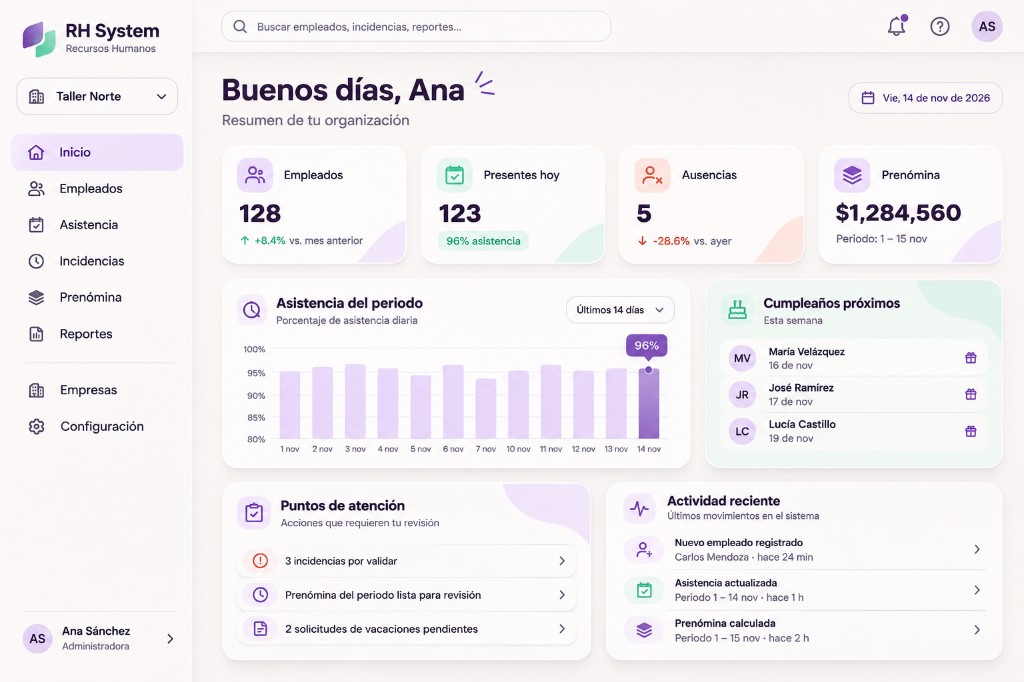 RH System
Recursos Humanos
Taller Norte
Inicio
Empleados
Asistencia
Incidencias
Prenómina
Reportes
Empresas
Configuración
AS
Ana Sánchez
Administradora
Buscar empleados, incidencias, reportes...
AS
Buenos días, Ana
Resumen de tu organización
Vie, 14 de nov de 2026
Empleados
128
+8.4% vs. mes anterior
Presentes hoy
123
96% asistencia
Ausencias
5
-28.6% vs. ayer
Prenómina
$1,284,560
Periodo: 1 – 15 nov
Asistencia del periodo
Porcentaje de asistencia diaria
Últimos 14 días
96%
100%
95%
90%
85%
80%
1 nov 2 nov 3 nov 4 nov 5 nov 6 nov 7 nov 10 nov 11 nov 12 nov 13 nov 14 nov
Cumpleaños próximos
Esta semana
MV
María Velázquez
16 de nov
JR
José Ramírez
17 de nov
LC
Lucía Castillo
19 de nov
Puntos de atención
Acciones que requieren tu revisión
3 incidencias por validar
Prenómina del periodo lista para revisión
2 solicitudes de vacaciones pendientes
Actividad reciente
Últimos movimientos en el sistema
Nuevo empleado registrado
Carlos Mendoza · hace 24 min
Asistencia actualizada
Periodo 1 – 14 nov · hace 1 h
Prenómina calculada
Periodo 1 – 15 nov · hace 2 h